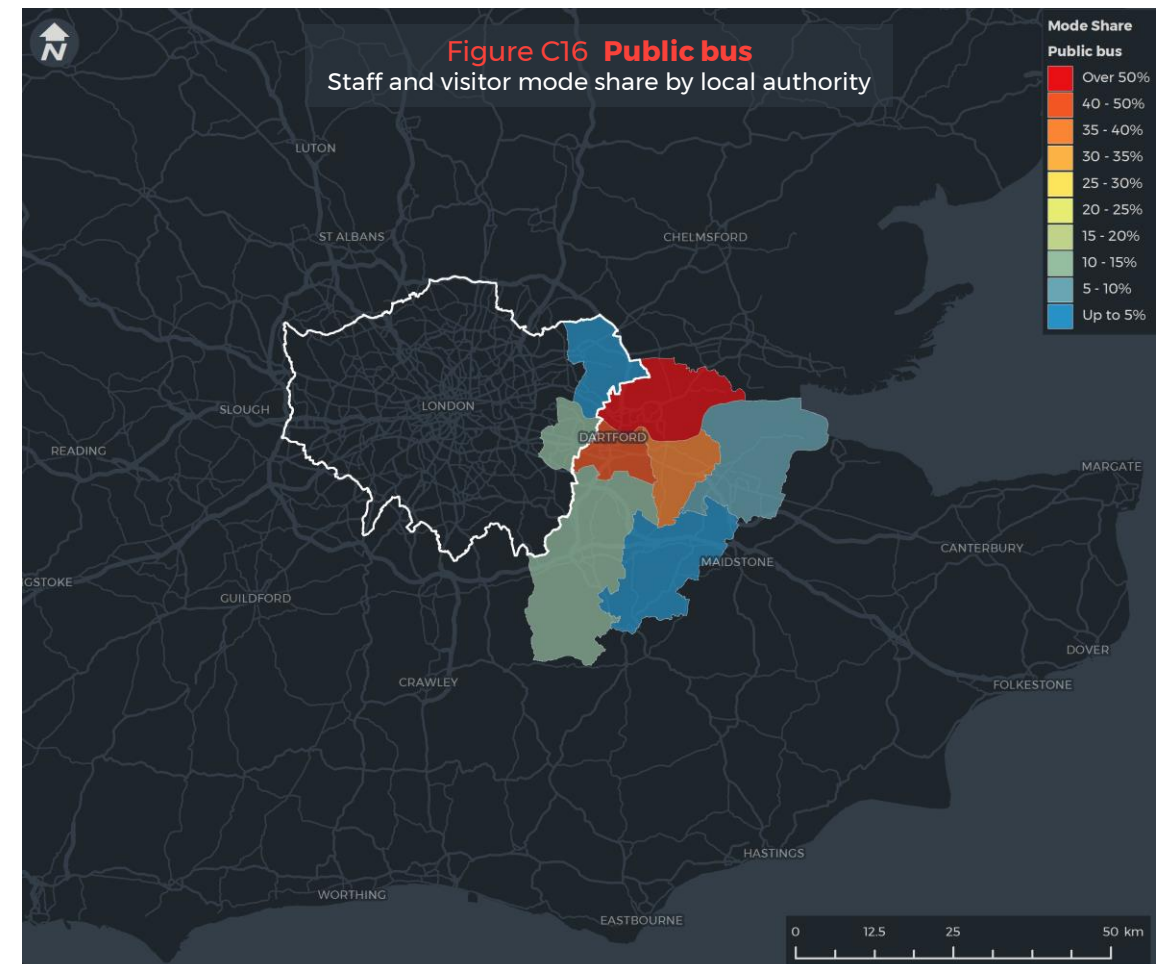 N
Figure C16 Public bus
Staff and visitor mode share by local authority
Mode Share
Public bus
Over 50%
40 - 50%
35 - 40%
30 - 35%
25 - 30%
20 - 25%
15 - 20%
10 - 15%
5 - 10%
Up to 5%
LUTON
ST ALBANS
CHELMSFORD
SLOUGH
LONDON
DARTFORD
READING
MARGATE
CANTERBURY
MAIDSTONE
GSTOKE
GUILDFORD
DOVER
CRAWLEY
FOLKESTONE
HASTINGS
WORTHING
EASTBOURNE
0 12.5 25 50 km